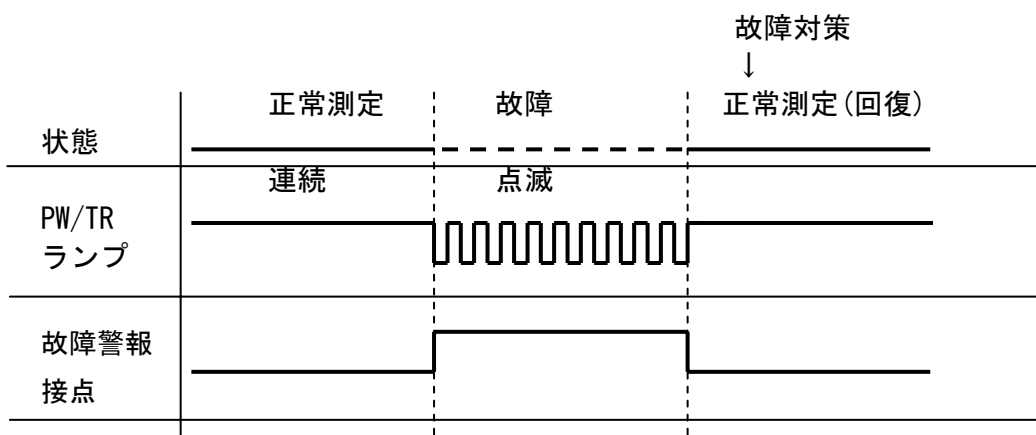 故障対策
↓
正常測定 故障 正常測定(回復)
状態
連続 点滅
PW/TR
ランプ
故障警報
接点